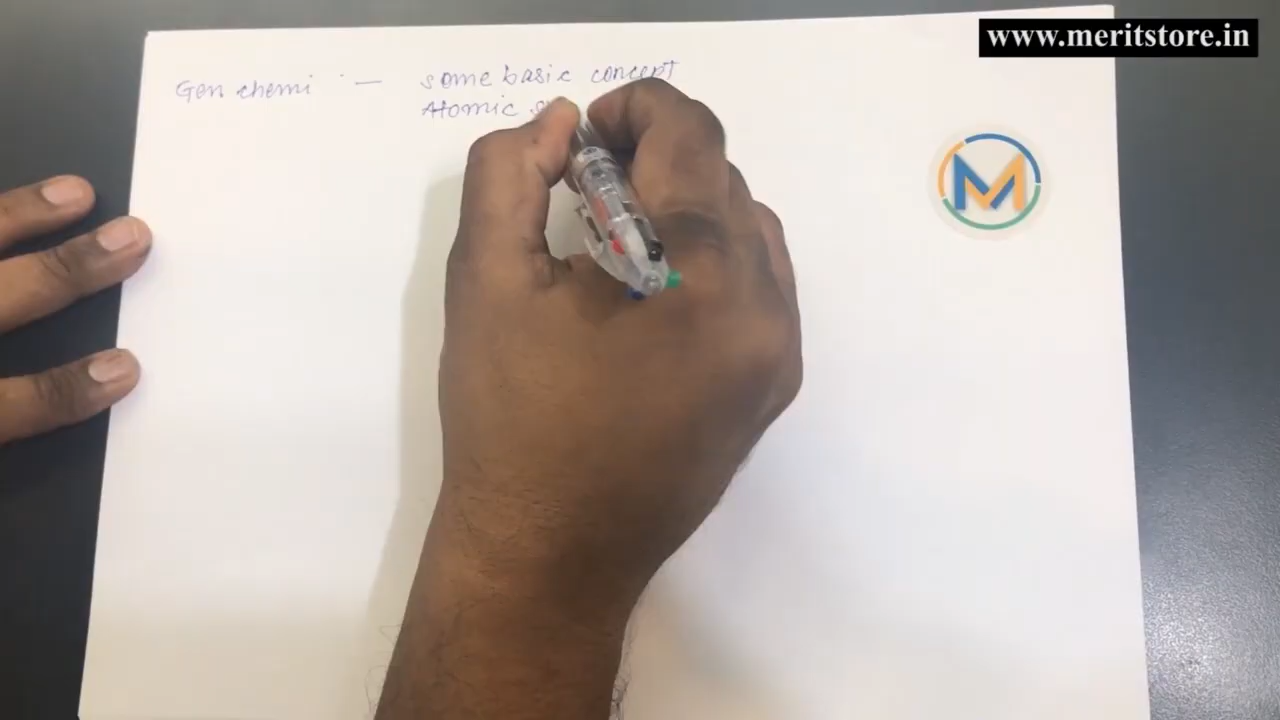 www.meritstore.in
Gen chemi — some basic concept
Atomic
M